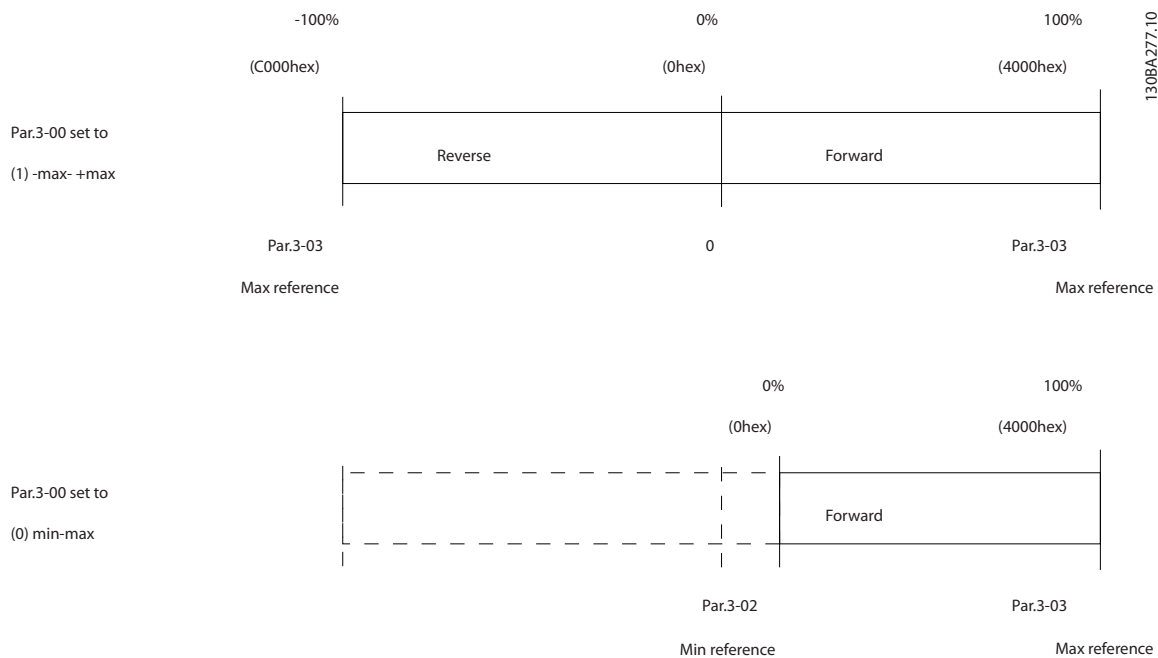 130BA277.10
-100% 0% 100%
(C000hex) (0hex) (4000hex)
Par.3-00 set to
(1) -max- +max
Reverse Forward
Par.3-03 0 Par.3-03
Max reference Max reference
0% 100%
(0hex) (4000hex)
Par.3-00 set to
(0) min-max
Forward
Par.3-02 Par.3-03
Min reference Max reference